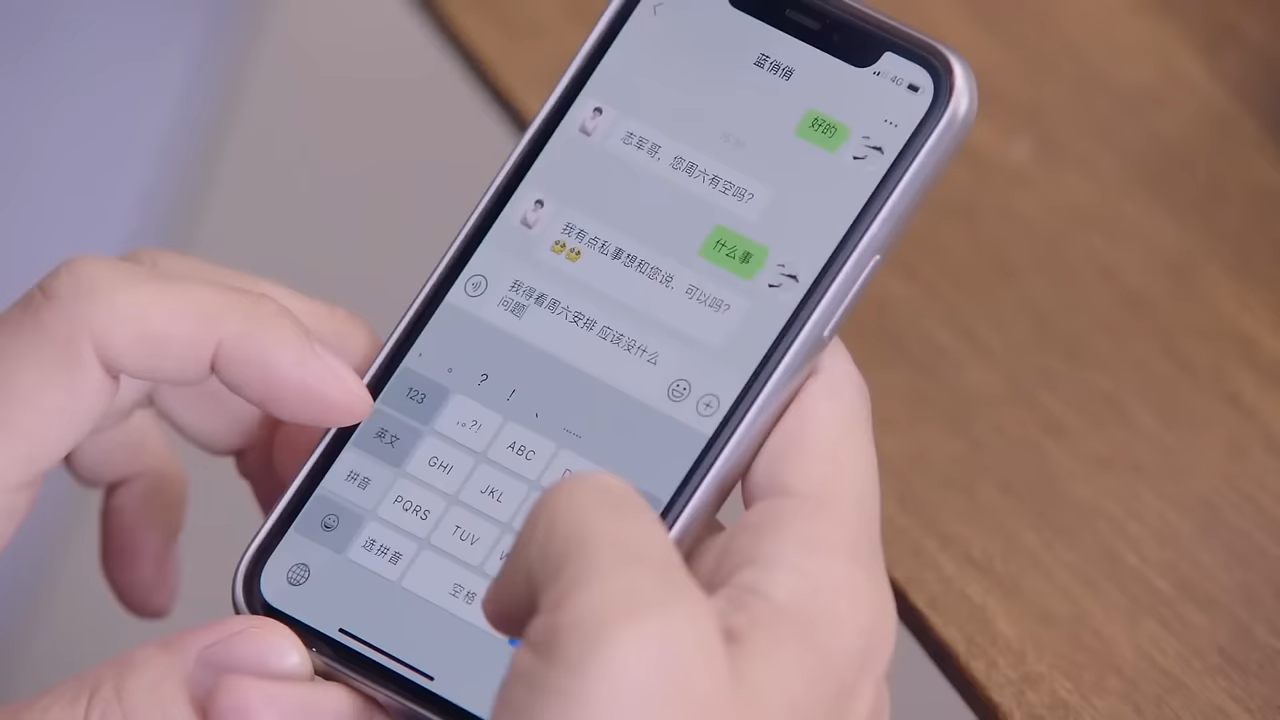 4G
蓝俏俏
…
好的
志军哥，您周六有空吗？
什么事
我有点私事想和您说，可以吗？
我得看周六安排 应该没什么
问题
， 。 ? ! 、 ……
123
,。?!
ABC
英文
GHI
JKL
拼音
PQRS
TUV
选拼音
空格